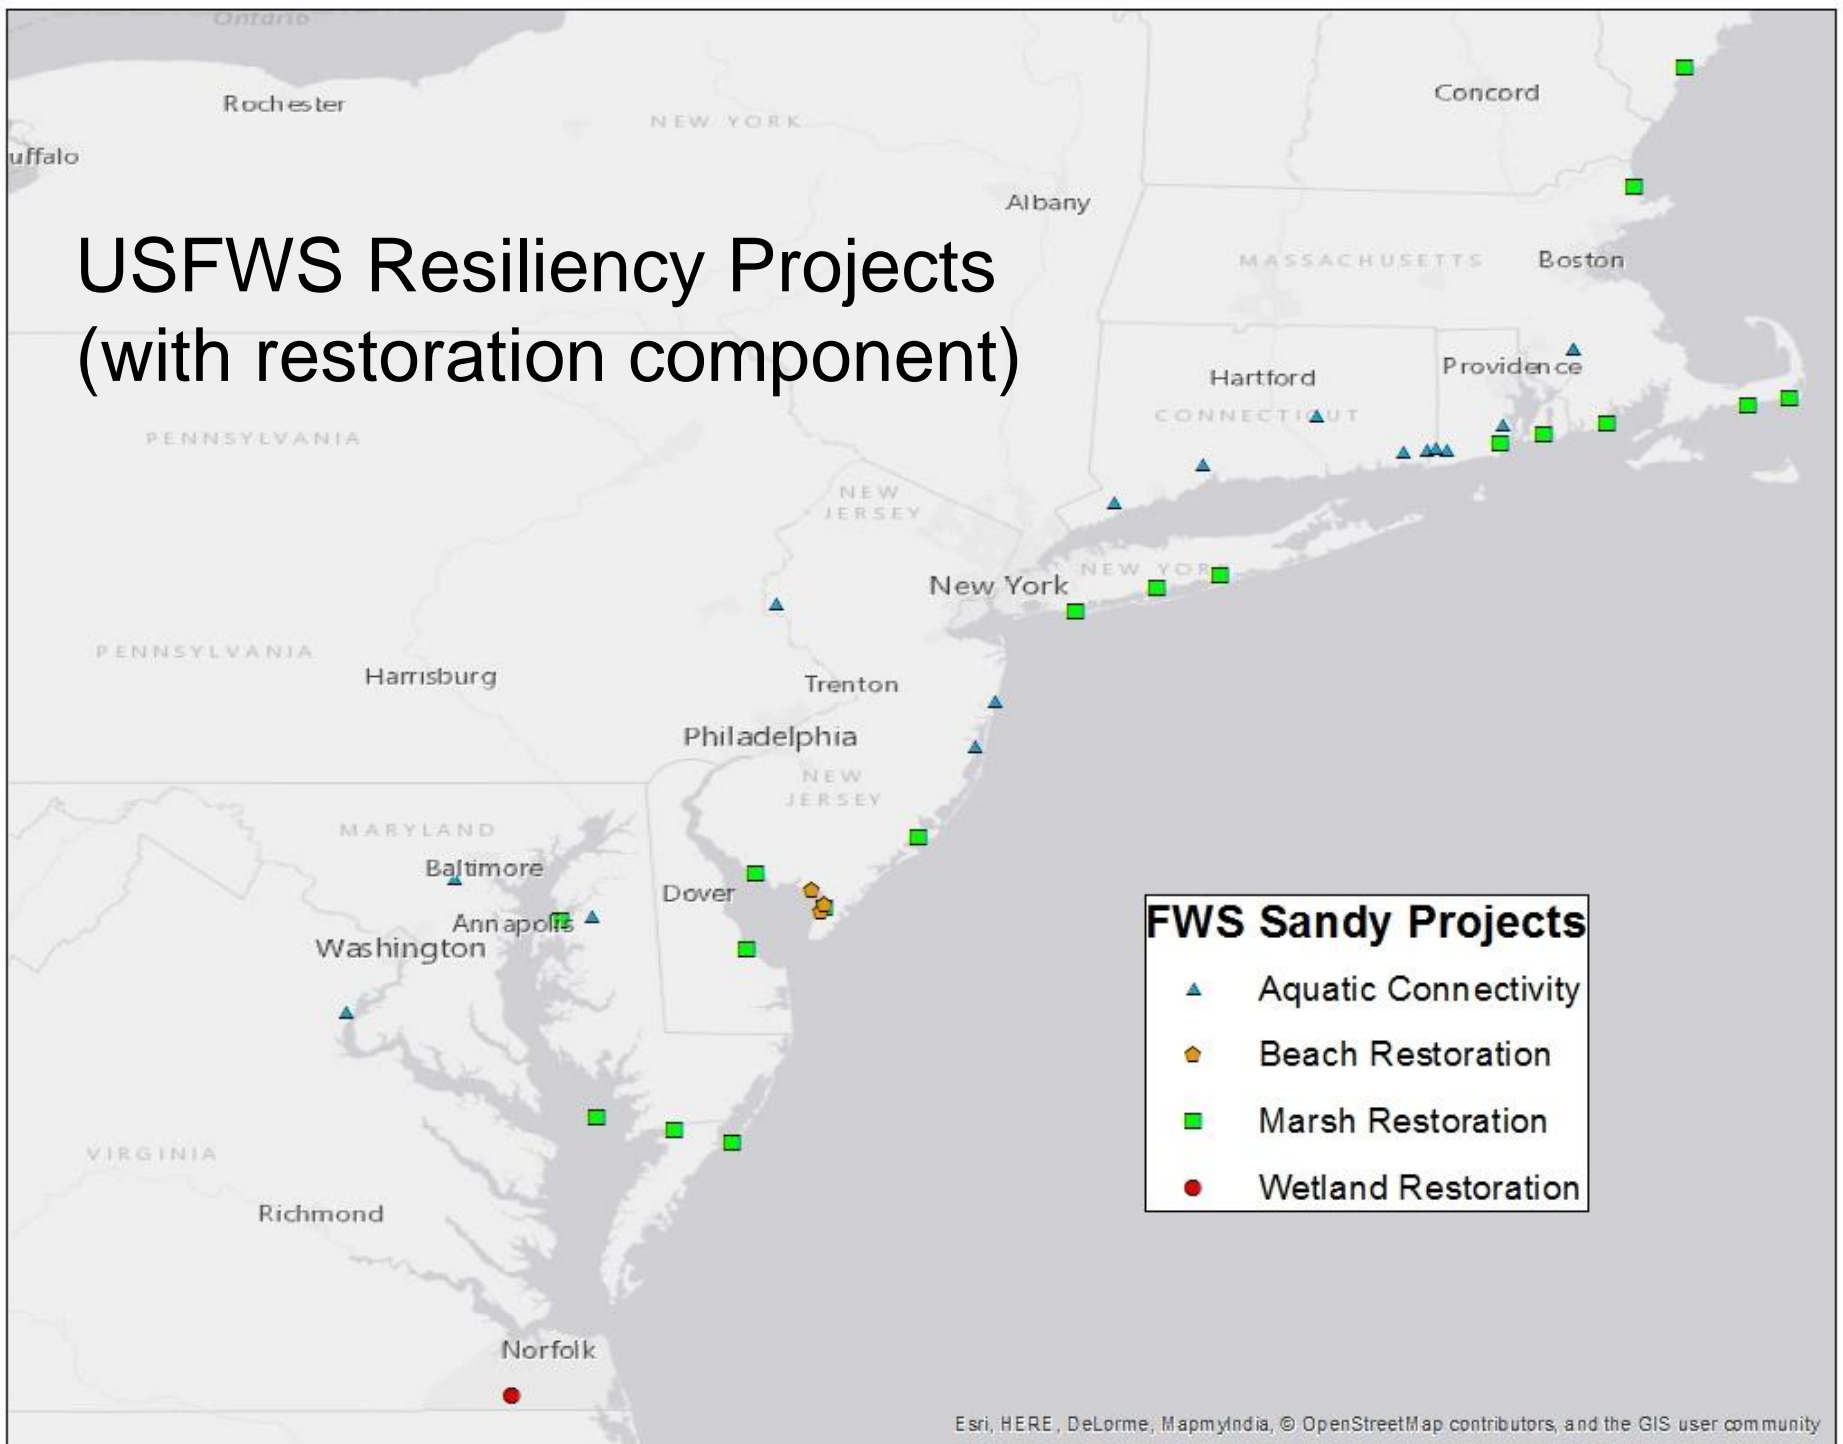 Ontario
Rochester
NEW YORK
Concord
uffalo
Albany
USFWS Resiliency Projects
(with restoration component)
MASSACHUSETTS
Boston
Hartford
Providence
CONNECTICUT
PENNSYLVANIA
NEW
JERSEY
New York
NEW YORK
PENNSYLVANIA
Harrisburg
Trenton
Philadelphia
NEW
JERSEY
MARYLAND
Baltimore
Dover
Annapolis
Washington
FWS Sandy Projects
Aquatic Connectivity
Beach Restoration
Marsh Restoration
Wetland Restoration
VIRGINIA
Richmond
Norfolk
Esri, HERE, DeLorme, MapmyIndia, © OpenStreetMap contributors, and the GIS user community